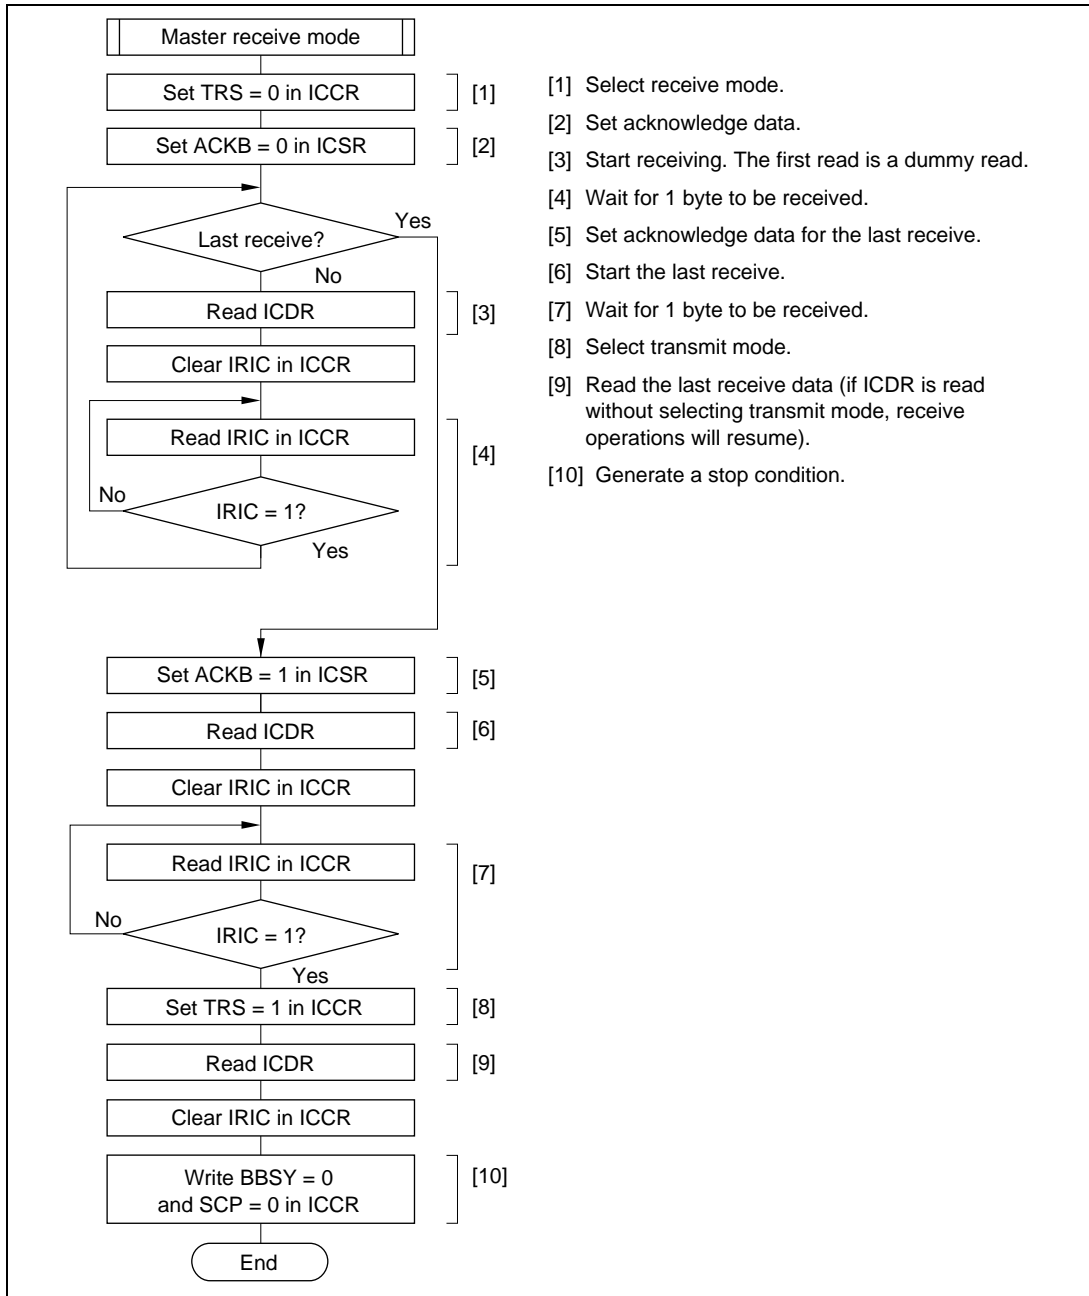 Master receive mode
Set TRS = 0 in ICCR
[1]
Set ACKB = 0 in ICSR
[2]
Last receive?
Yes
No
Read ICDR
[3]
Clear IRIC in ICCR
Read IRIC in ICCR
[4]
No
IRIC = 1?
Yes
Set ACKB = 1 in ICSR
[5]
Read ICDR
[6]
Clear IRIC in ICCR
Read IRIC in ICCR
[7]
No
IRIC = 1?
Yes
Set TRS = 1 in ICCR
[8]
Read ICDR
[9]
Clear IRIC in ICCR
Write BBSY = 0
and SCP = 0 in ICCR
[10]
End
[1] Select receive mode.
[2] Set acknowledge data.
[3] Start receiving. The first read is a dummy read.
[4] Wait for 1 byte to be received.
[5] Set acknowledge data for the last receive.
[6] Start the last receive.
[7] Wait for 1 byte to be received.
[8] Select transmit mode.
[9] Read the last receive data (if ICDR is read
without selecting transmit mode, receive
operations will resume).
[10] Generate a stop condition.